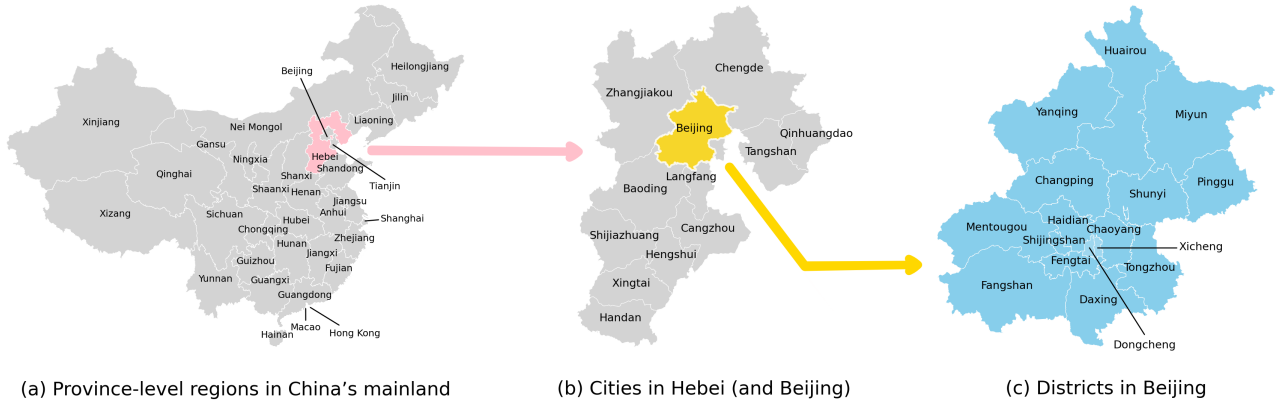 Beijing
Heilongjiang
Jilin
Liaoning
Xinjiang
Nei Mongol
Gansu
Ningxia
Hebei
Shandong
Qinghai
Shanxi
Tianjin
Shaanxi
Henan
Jiangsu
Xizang
Sichuan
Anhui
Shanghai
Hubei
Chongqing
Zhejiang
Hunan
Jiangxi
Guizhou
Fujian
Yunnan
Guangxi
Guangdong
Macao
Hainan
Hong Kong
(a) Province-level regions in China’s mainland
Chengde
Zhangjiakou
Beijing
Qinhuangdao
Tangshan
Langfang
Baoding
Cangzhou
Shijiazhuang
Hengshui
Xingtai
Handan
(b) Cities in Hebei (and Beijing)
Huairou
Yanqing
Miyun
Changping
Pinggu
Shunyi
Haidian
Mentougou
Chaoyang
Shijingshan
Xicheng
Fengtai
Tongzhou
Fangshan
Daxing
Dongcheng
(c) Districts in Beijing